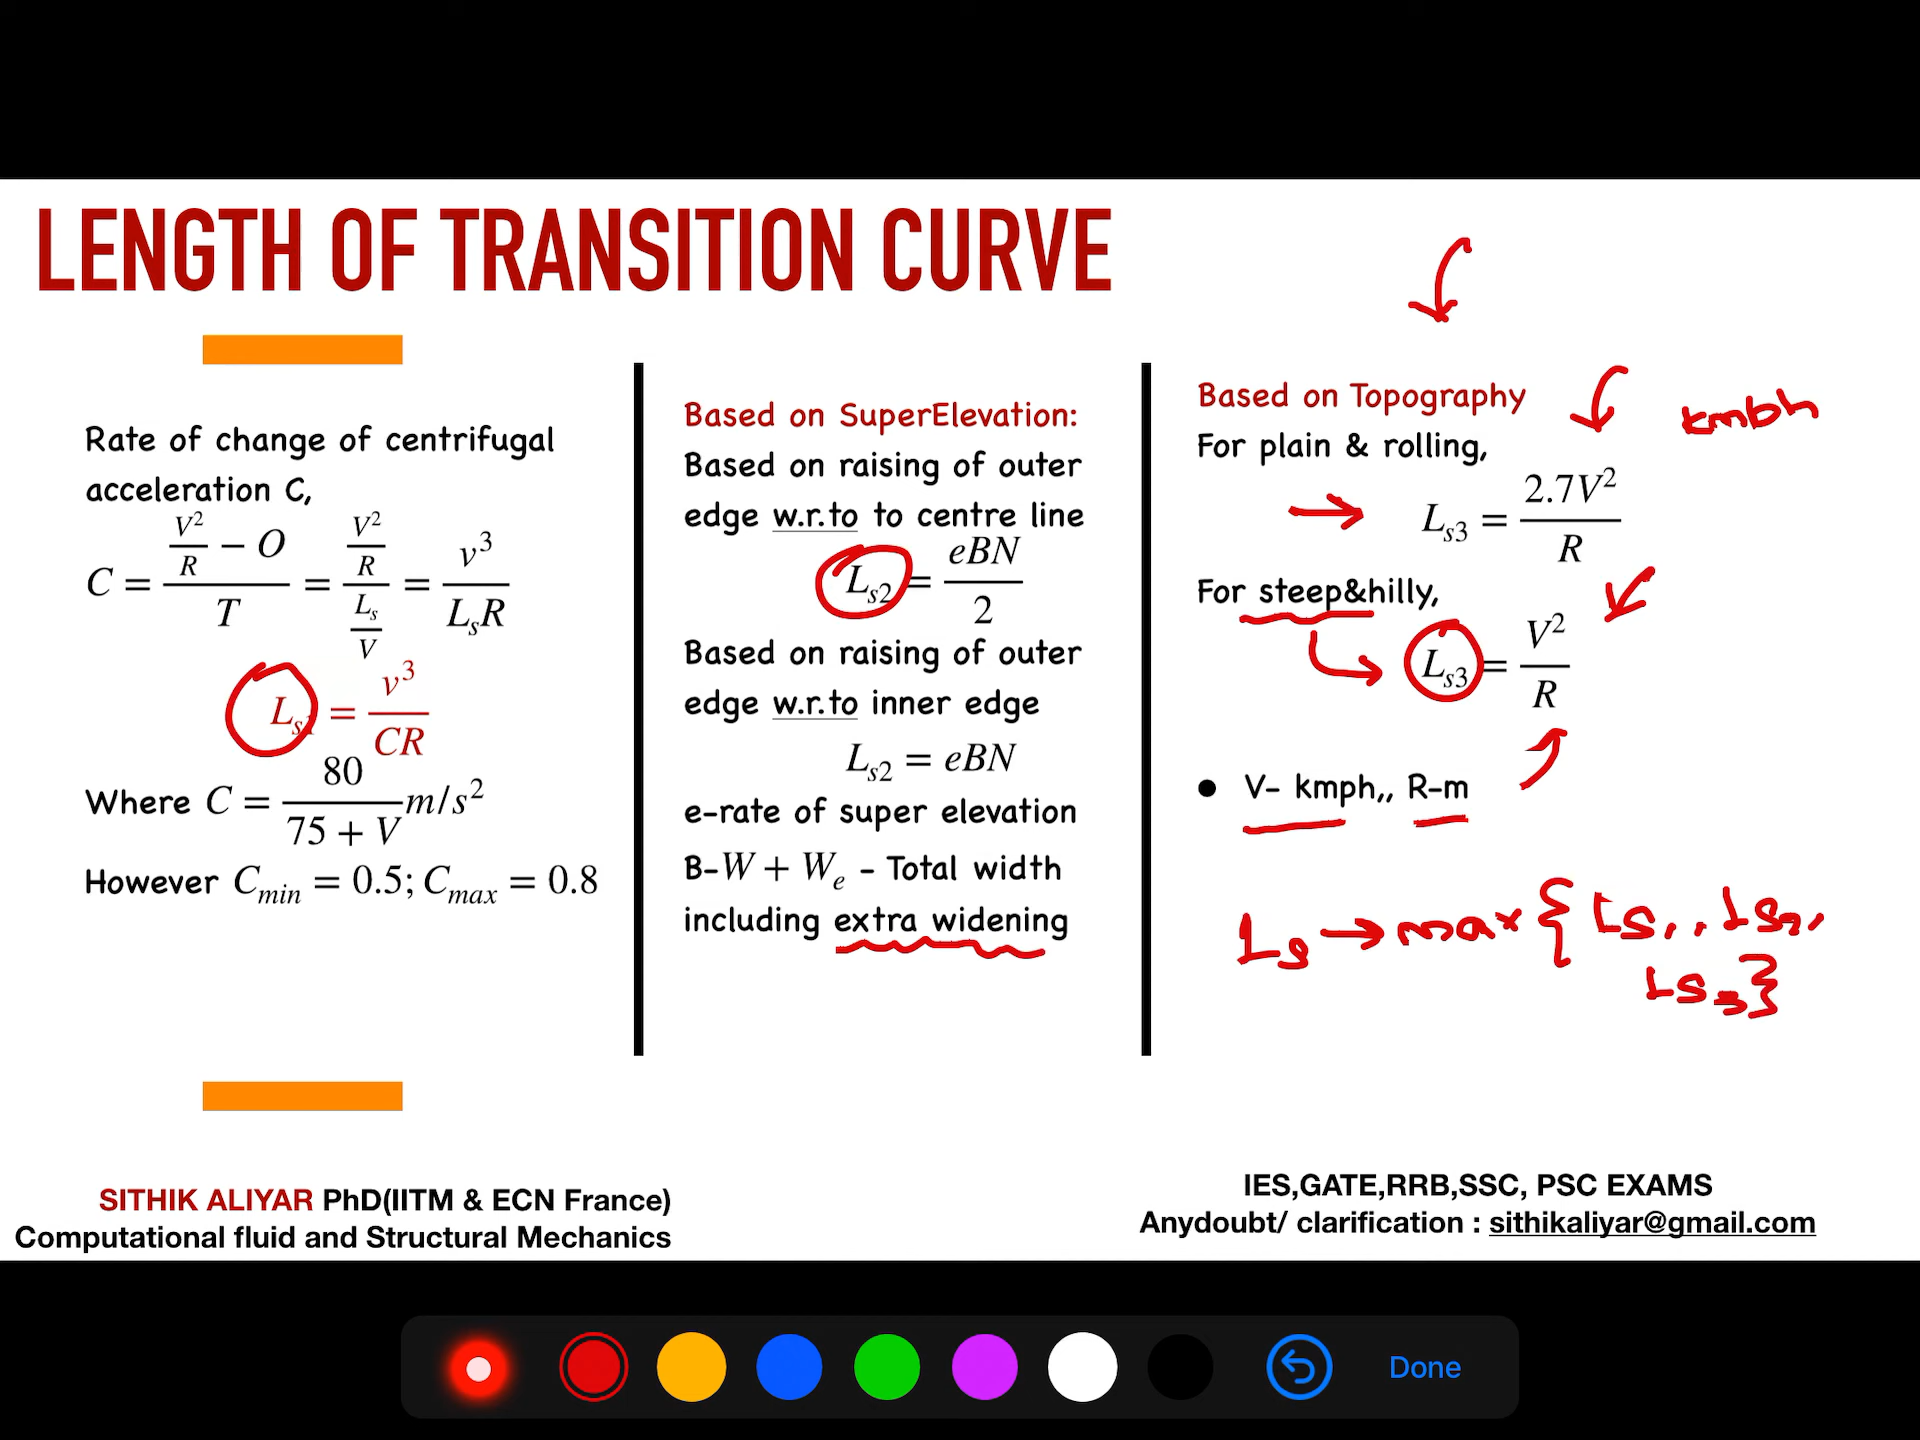 LENGTH OF TRANSITION CURVE
Rate of change of centrifugal
acceleration C,
C = (V²/R − O)/T = (V²/R)/(Lₛ/V) = v³/(LₛR)
Lₛ₁ = v³/(CR)
Where C = 80/(75 + V) m/s²
However C_min = 0.5; C_max = 0.8
Based on SuperElevation:
Based on raising of outer
edge w.r.to to centre line
Lₛ₂ = eBN/2
Based on raising of outer
edge w.r.to inner edge
Lₛ₂ = eBN
e-rate of super elevation
B-W + Wₑ - Total width
including extra widening
Based on Topography
kmph
For plain & rolling,
Lₛ₃ = 2.7V²/R
For steep&hilly,
Lₛ₃ = V²/R
● V- kmph,, R-m
Ls → max { Ls₁, , Ls₂,
Ls₃}
SITHIK ALIYAR PhD(IITM & ECN France)
Computational fluid and Structural Mechanics
IES,GATE,RRB,SSC, PSC EXAMS
Anydoubt/ clarification : sithikaliyar@gmail.com
Done